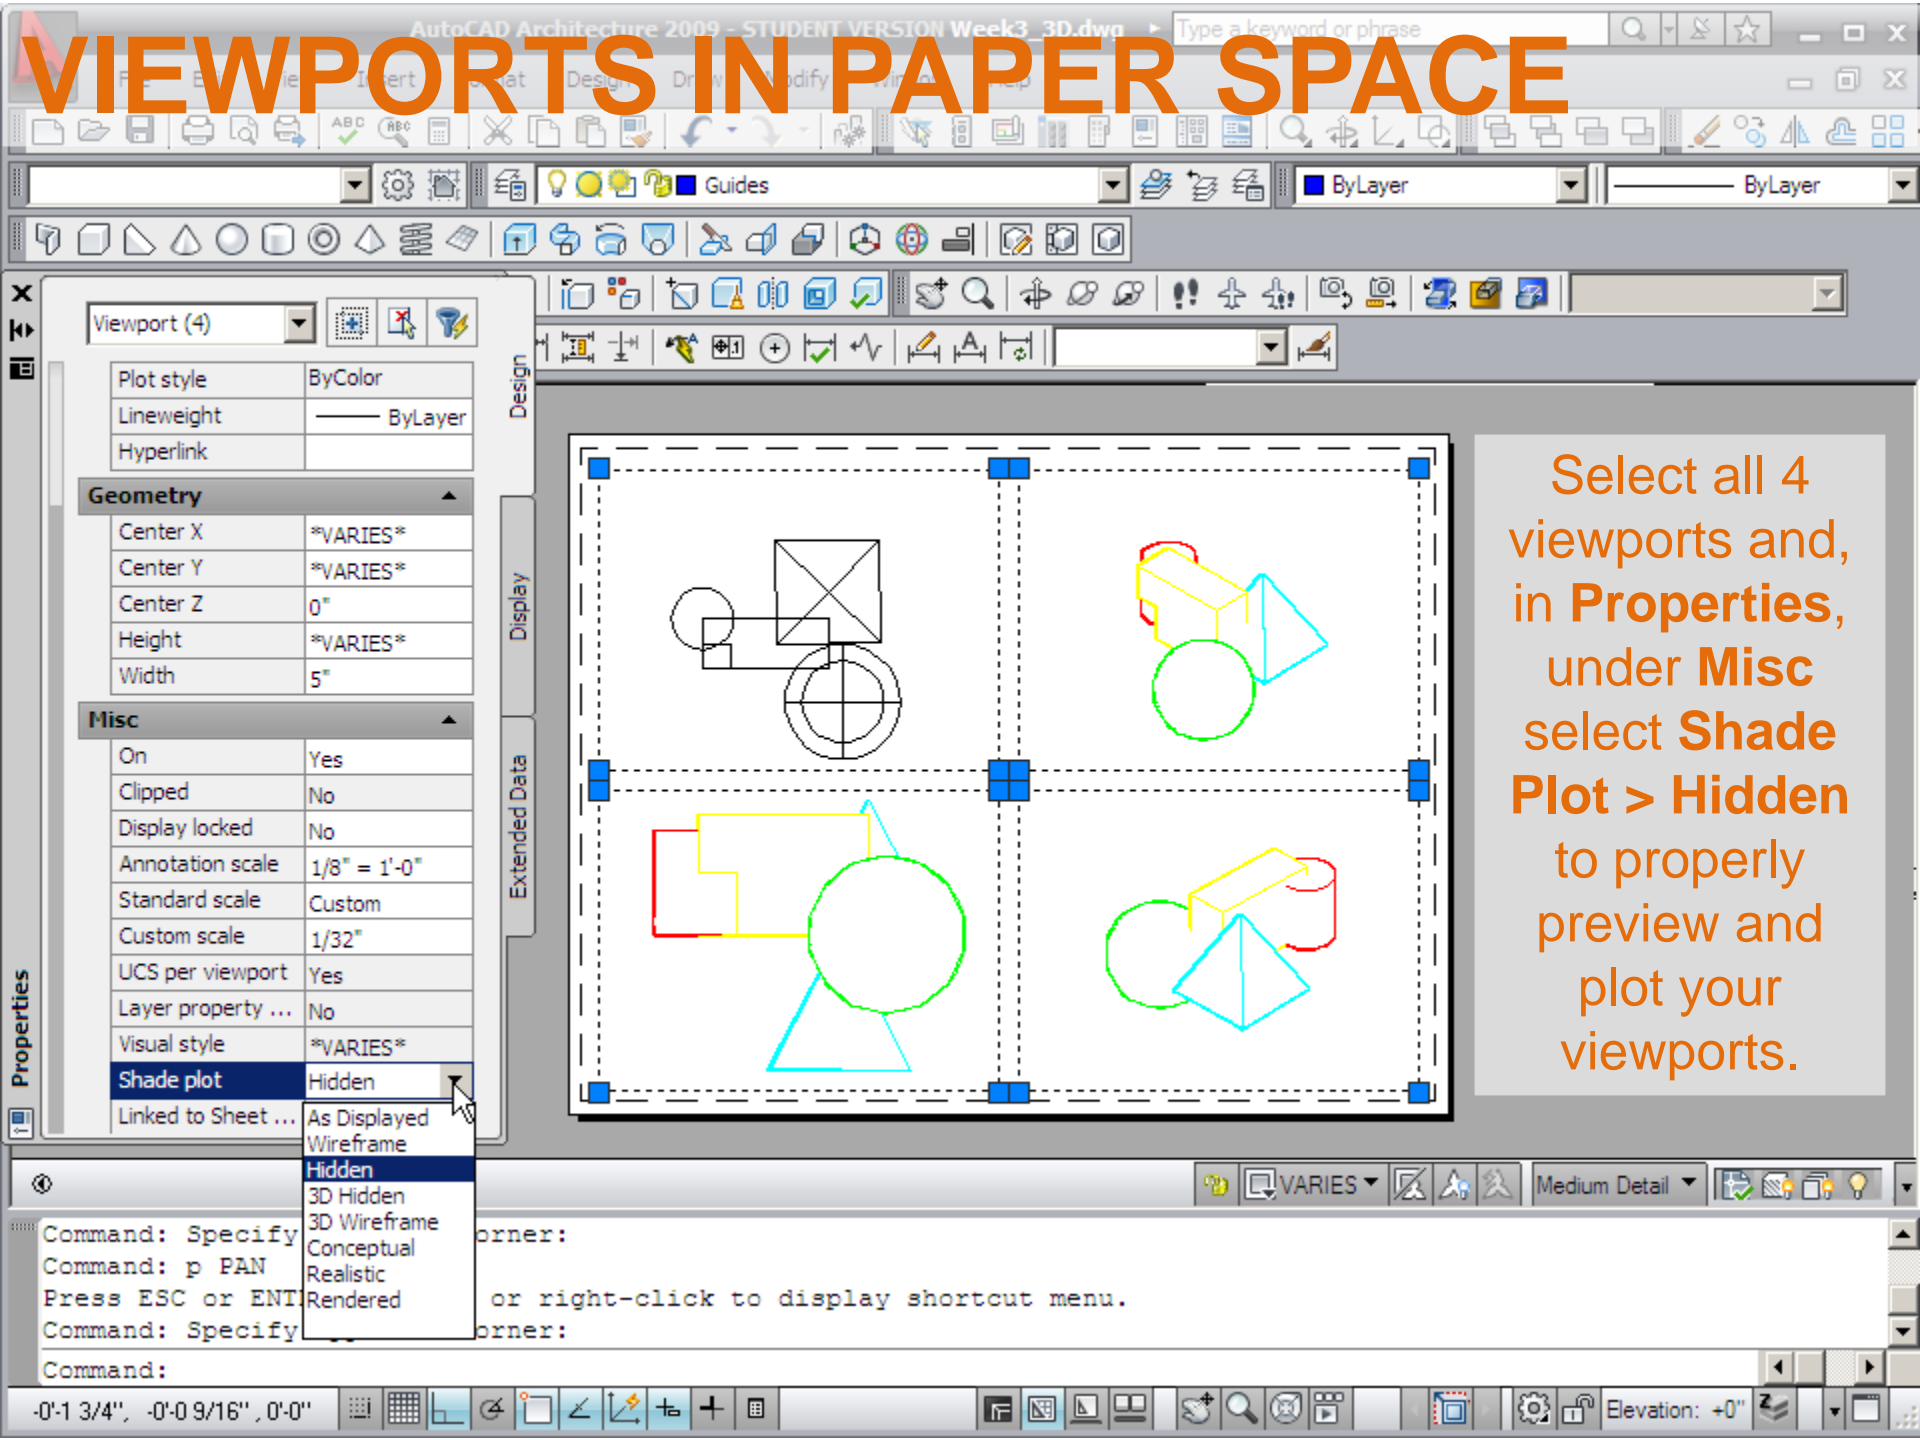 AutoCAD Architecture 2009 - STUDENT VERSION Week3_3D.dwg
Type a keyword or phrase
VIEWPORTS IN PAPER SPACE
Guides
ByLayer
ByLayer
Viewport (4)
Plot style ByColor
Lineweight ByLayer
Hyperlink
Geometry
Center X *VARIES*
Center Y *VARIES*
Center Z 0"
Height *VARIES*
Width 5"
Misc
On Yes
Clipped No
Display locked No
Annotation scale 1/8" = 1'-0"
Standard scale Custom
Custom scale 1/32"
UCS per viewport Yes
Layer property ... No
Visual style *VARIES*
Shade plot Hidden
Linked to Sheet ...
As Displayed
Wireframe
Hidden
3D Hidden
3D Wireframe
Conceptual
Realistic
Rendered
Design
Display
Extended Data
Properties
Select all 4
viewports and,
in Properties,
under Misc
select Shade
Plot > Hidden
to properly
preview and
plot your
viewports.
VARIES
Medium Detail
Command: Specify orner:
Command: p PAN
Press ESC or or right-click to display shortcut menu.
Command: Specify orner:
Command:
-0'-1 3/4", -0'-0 9/16", 0'-0"
Elevation: +0"